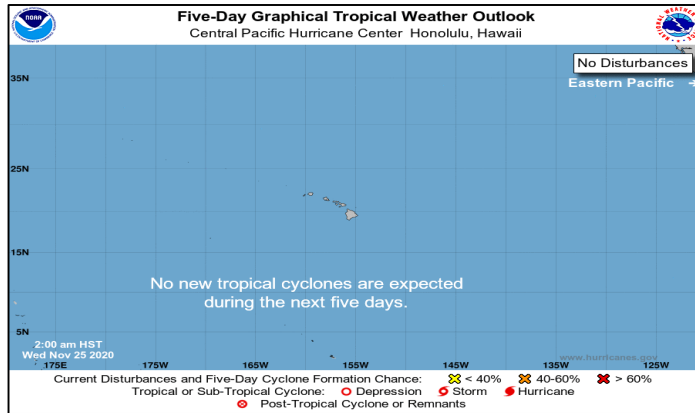 Five-Day Graphical Tropical Weather Outlook
Central Pacific Hurricane Center  Honolulu, Hawaii
NOAA
No Disturbances
Eastern Pacific →
35N
25N
15N
No new tropical cyclones are expected
during the next five days.
5N
2:00 am HST
Wed Nov 25 2020
www.hurricanes.gov
175E 175W 165W 155W 145W 135W 125W
Current Disturbances and Five-Day Cyclone Formation Chance: < 40% 40-60% > 60%
Tropical or Sub-Tropical Cyclone: Depression Storm Hurricane
Post-Tropical Cyclone or Remnants